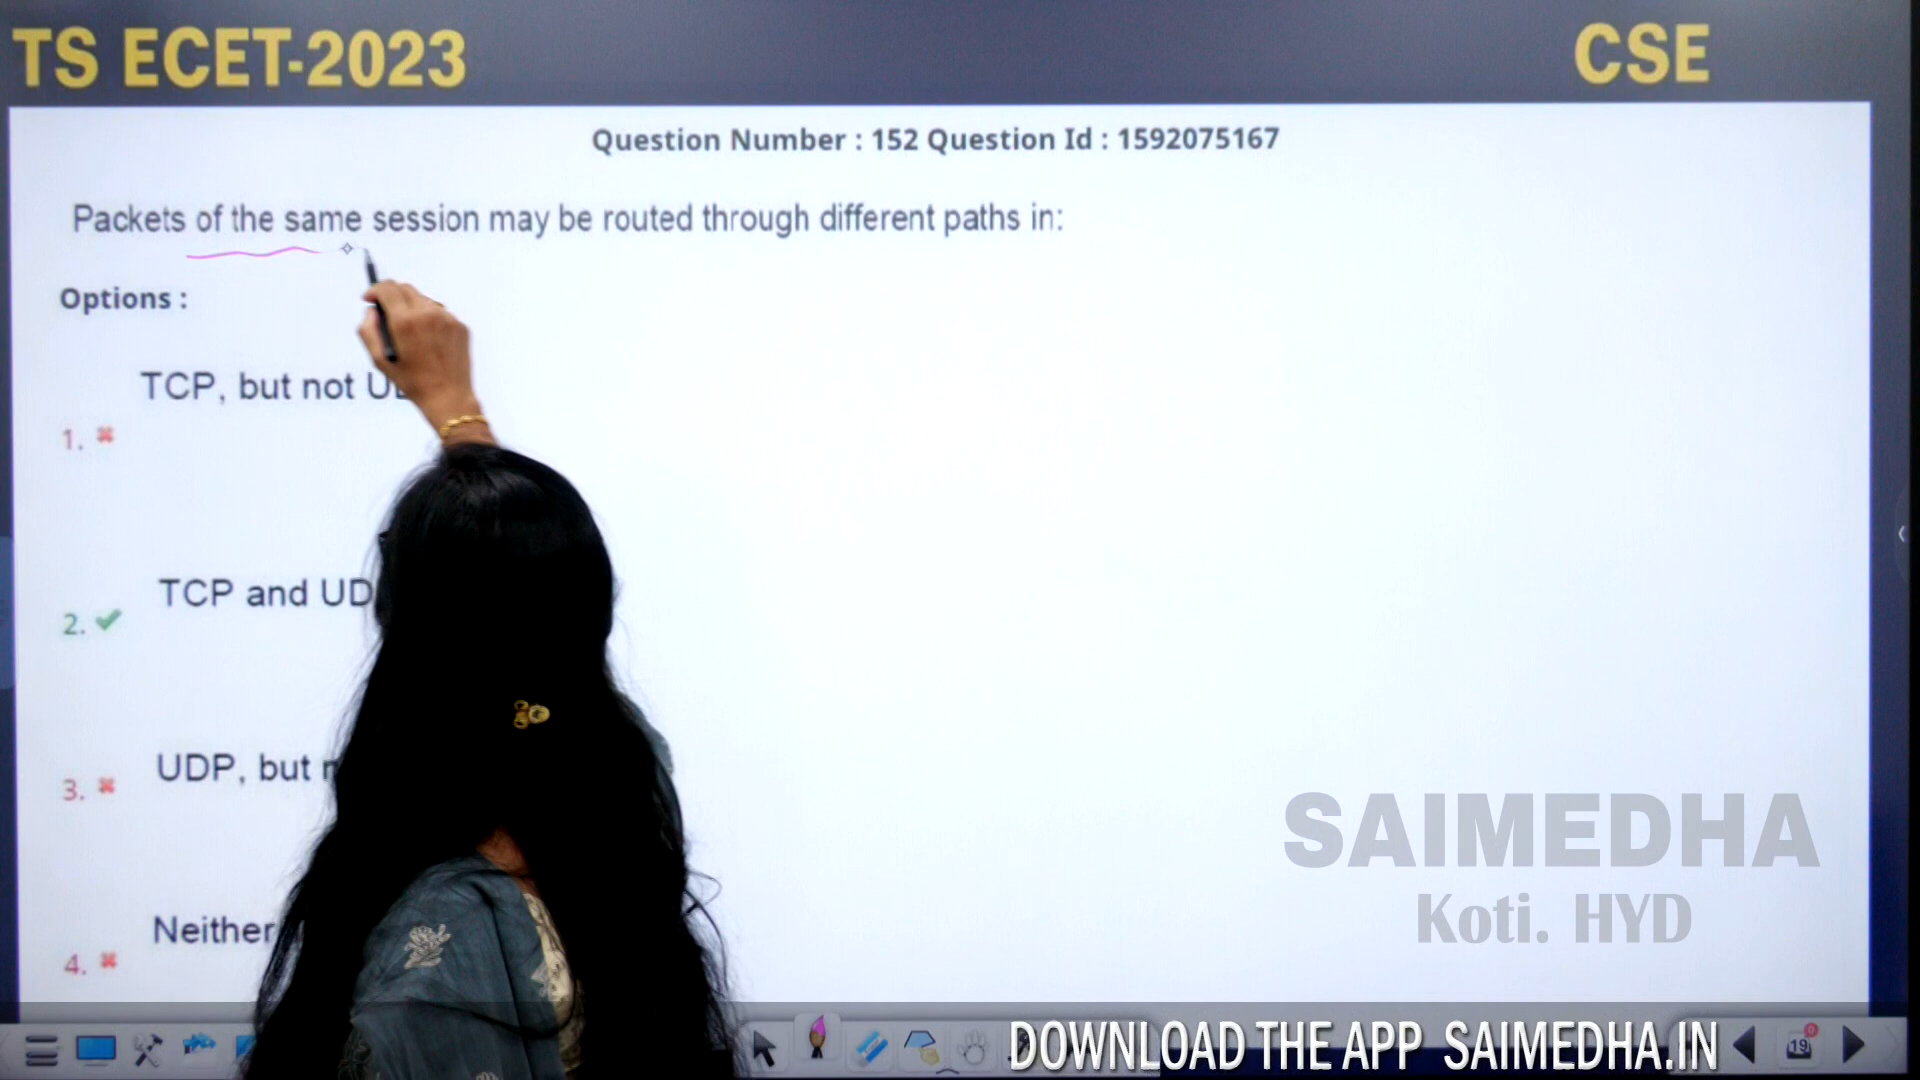 TS ECET-2023
CSE
Question Number : 152 Question Id : 1592075167
Packets of the same session may be routed through different paths in:
Options :
TCP, but not
1.
TCP and
2.
UDP, but
3.
Neither
4.
SAIMEDHA
Koti. HYD
DOWNLOAD THE APP SAIMEDHA.IN
19
0